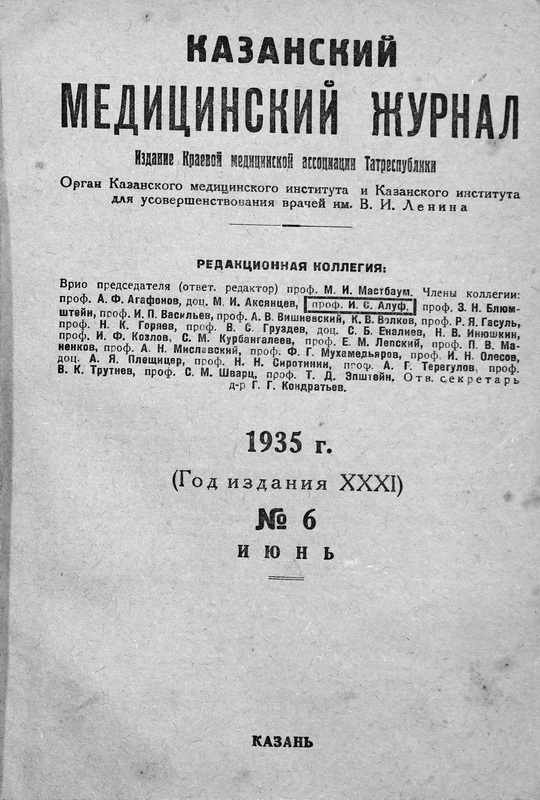 КАЗАНСКИЙ
МЕДИЦИНСКИЙ ЖУРНАЛ
Издание Краевой медицинской ассоциации Татреспублики
Орган Казанского медицинского института и Казанского института
для усовершенствования врачей им. В. И. Ленина
РЕДАКЦИОННАЯ КОЛЛЕГИЯ:
Врио председателя (ответ. редактор) проф. М. И. Мастбаум. Члены коллегии:
проф. А. Ф. Агафонов, доц. М. И. Аксянцев, проф. И. С. Алуф, проф. З. Н. Блюм-
штейн, проф. И. П. Васильев, проф. А. В. Вишневский, К. В. Волков, проф. Р. Я. Гасуль,
проф. Н. К. Горяев, проф. В. С. Груздев, доц. С. Б. Еналиев, Н. В. Инюшкин,
проф. И. Ф. Козлов, С. М. Курбангалеев, проф. Е. М. Лепский, проф. П. В. Ма-
ненков, проф. А. Н. Миславский, проф. Ф. Г. Мухамедьяров, проф. И. Н. Олесов,
доц. А. Я. Плещицер, проф. Н. Н. Сиротинин, проф. А. Г. Терегулов, проф.
В. К. Трутнев, проф. С. М. Шварц, проф. Т. Д. Эпштейн. Отв. секретарь
д-р Г. Г. Кондратьев.
1935 г.
(Год издания XXXI)
№ 6
ИЮНЬ
КАЗАНЬ